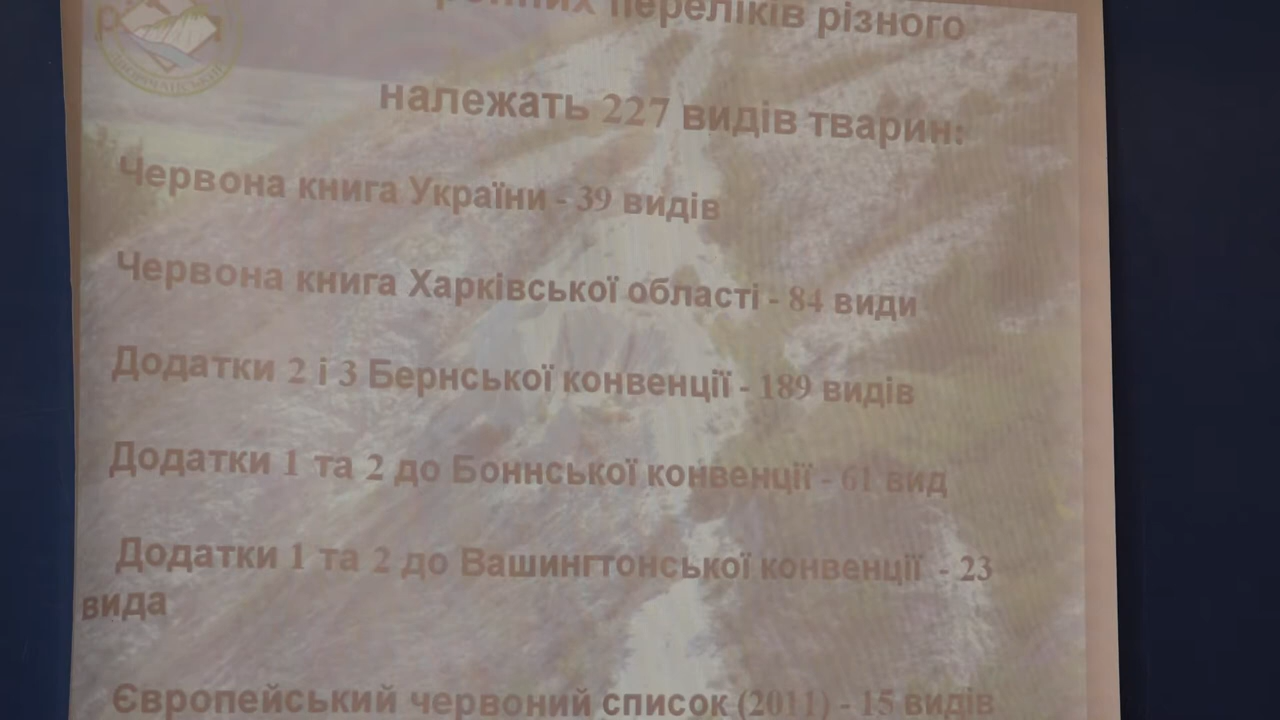 переліків різного
належать 227 видів тварин:
Червона книга України - 39 видів
Червона книга Харківської області - 84 види
Додатки 2 і 3 Бернської конвенції - 189 видів
Додатки 1 та 2 до Боннської конвенції - 61 вид
Додатки 1 та 2 до Вашингтонської конвенції - 23
вида
Європейський червоний список (2011) - 15 видів